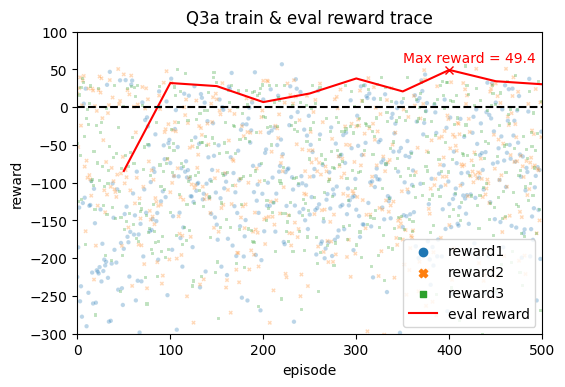 Q3a train & eval reward trace
Max reward = 49.4
reward
100
50
0
−50
−100
−150
−200
−250
−300
reward1
reward2
reward3
eval reward
0 100 200 300 400 500
episode